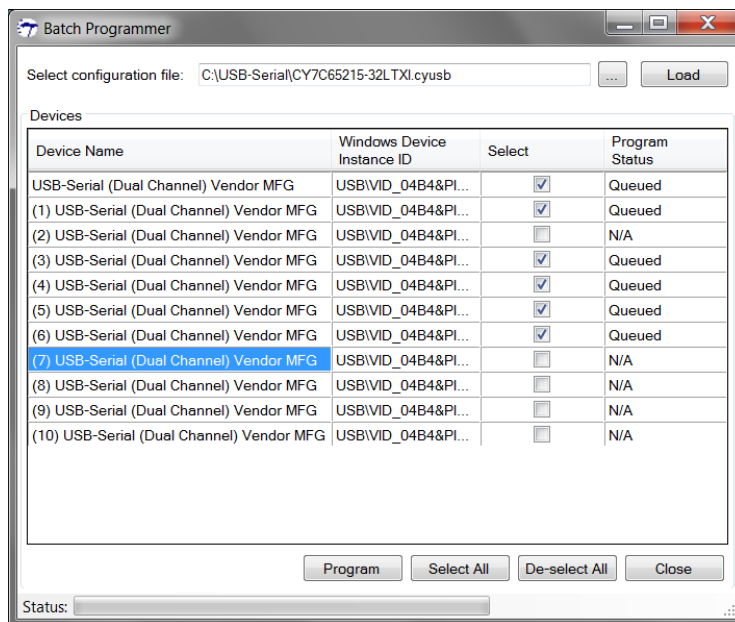 Batch Programmer
Select configuration file: C:\USB-Serial\CY7C65215-32LTXI.cyusb ... Load
Devices
Device Name Windows Device Instance ID Select Program Status
USB-Serial (Dual Channel) Vendor MFG USB\VID_04B4&PI... Queued
(1) USB-Serial (Dual Channel) Vendor MFG USB\VID_04B4&PI... Queued
(2) USB-Serial (Dual Channel) Vendor MFG USB\VID_04B4&PI... N/A
(3) USB-Serial (Dual Channel) Vendor MFG USB\VID_04B4&PI... Queued
(4) USB-Serial (Dual Channel) Vendor MFG USB\VID_04B4&PI... Queued
(5) USB-Serial (Dual Channel) Vendor MFG USB\VID_04B4&PI... Queued
(6) USB-Serial (Dual Channel) Vendor MFG USB\VID_04B4&PI... Queued
(7) USB-Serial (Dual Channel) Vendor MFG USB\VID_04B4&PI... N/A
(8) USB-Serial (Dual Channel) Vendor MFG USB\VID_04B4&PI... N/A
(9) USB-Serial (Dual Channel) Vendor MFG USB\VID_04B4&PI... N/A
(10) USB-Serial (Dual Channel) Vendor MFG USB\VID_04B4&PI... N/A
Program Select All De-select All Close
Status: